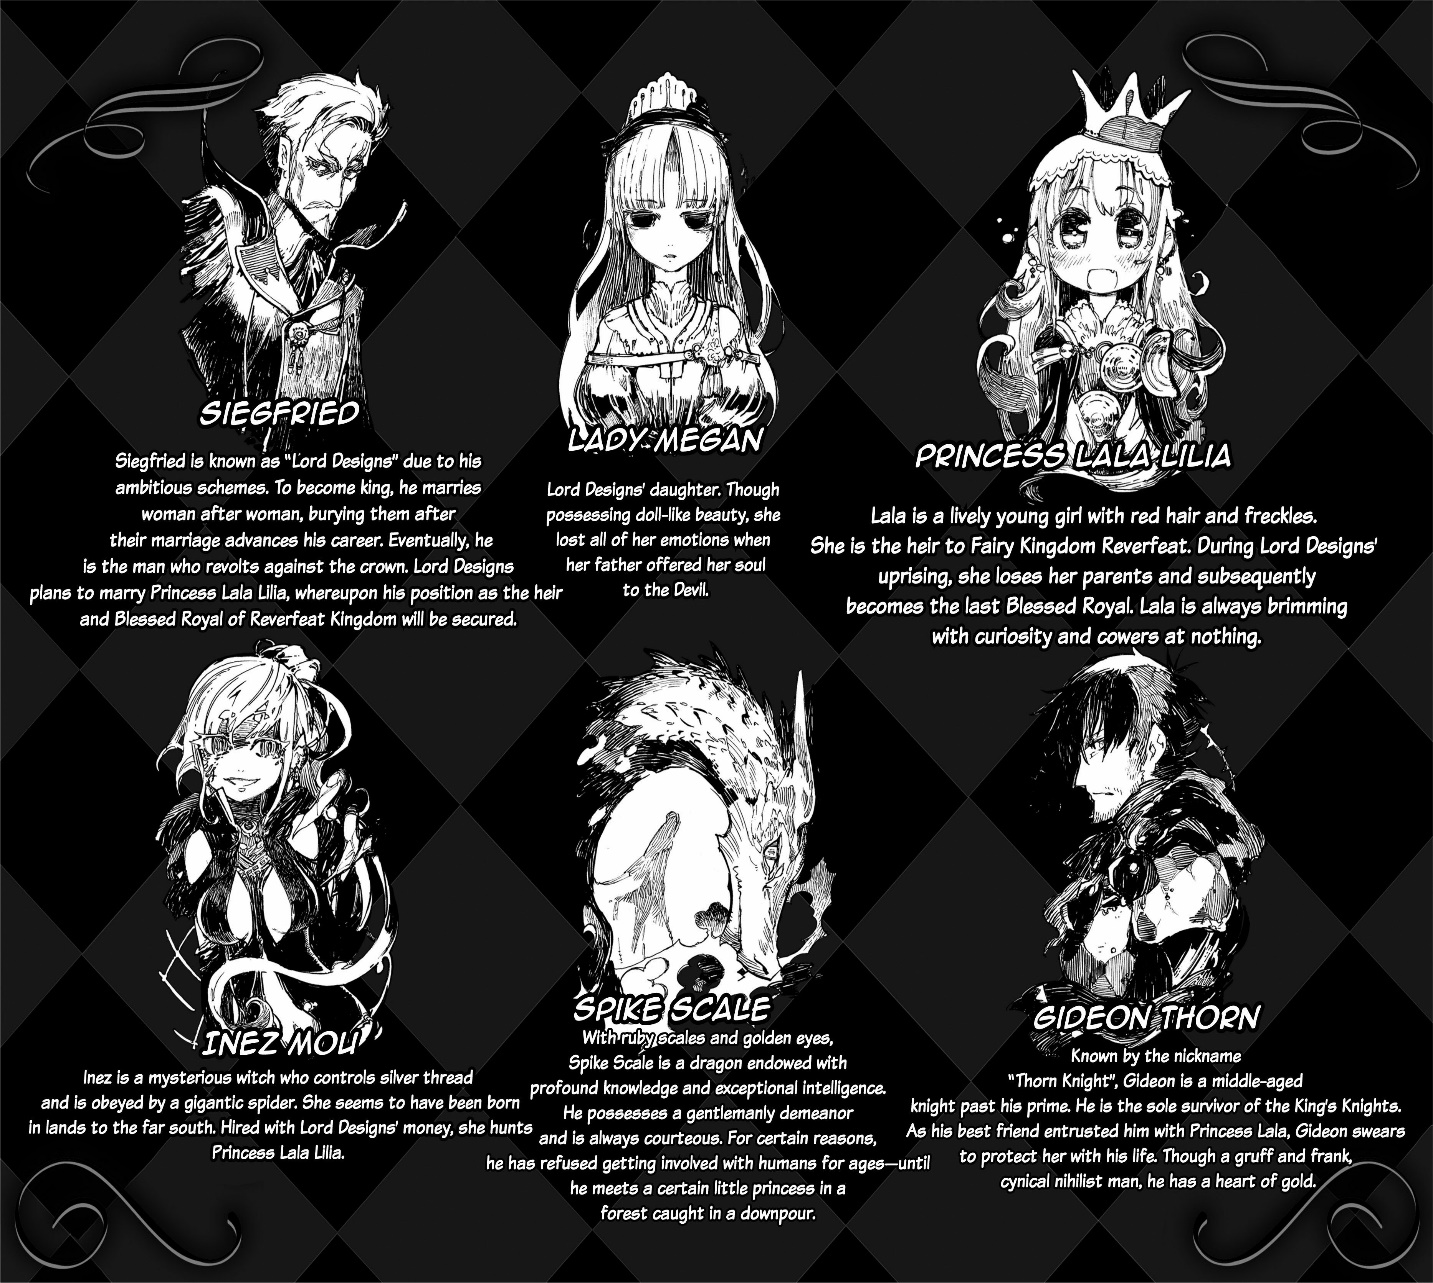 SIEGFRIED
Siegfried is known as "Lord Designs" due to his
ambitious schemes. To become king, he marries
woman after woman, burying them after
their marriage advances his career. Eventually, he
is the man who revolts against the crown. Lord Designs
plans to marry Princess Lala Lilia, whereupon his position as the heir
and Blessed Royal of Reverfeat Kingdom will be secured.
LADY MEGAN
Lord Designs' daughter. Though
possessing doll-like beauty, she
lost all of her emotions when
her father offered her soul
to the Devil.
PRINCESS LALA LILIA
Lala is a lively young girl with red hair and freckles.
She is the heir to Fairy Kingdom Reverfeat. During Lord Designs'
uprising, she loses her parents and subsequently
becomes the last Blessed Royal. Lala is always brimming
with curiosity and cowers at nothing.
INEZ MOU
Inez is a mysterious witch who controls silver thread
and is obeyed by a gigantic spider. She seems to have been born
in lands to the far south. Hired with Lord Designs' money, she hunts
Princess Lala Lilia.
SPIKE SCALE
With ruby scales and golden eyes,
Spike Scale is a dragon endowed with
profound knowledge and exceptional intelligence.
He possesses a gentlemanly demeanor
and is always courteous. For certain reasons,
he has refused getting involved with humans for ages—until
he meets a certain little princess in a
forest caught in a downpour.
GIDEON THORN
Known by the nickname
"Thorn Knight", Gideon is a middle-aged
knight past his prime. He is the sole survivor of the King's Knights.
As his best friend entrusted him with Princess Lala, Gideon swears
to protect her with his life. Though a gruff and frank,
cynical nihilist man, he has a heart of gold.